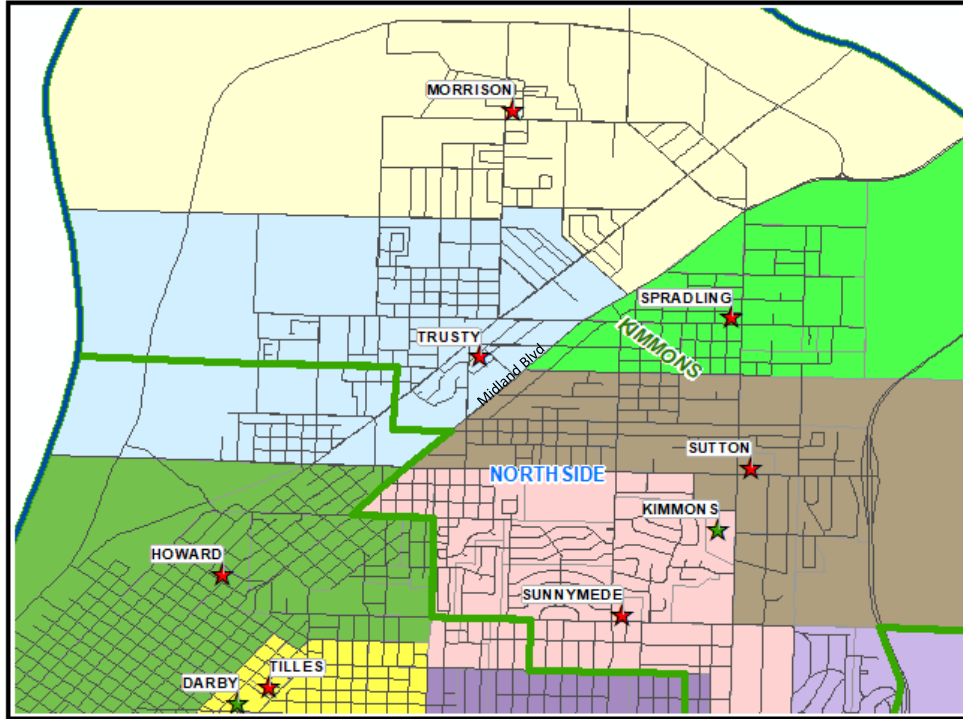 MORRISON
SPRADLING
KIMMONS
TRUSTY
Midland Blvd
SUTTON
NORTH SIDE
KIMMONS
HOWARD
SUNNYMEDE
TILLES
DARBY